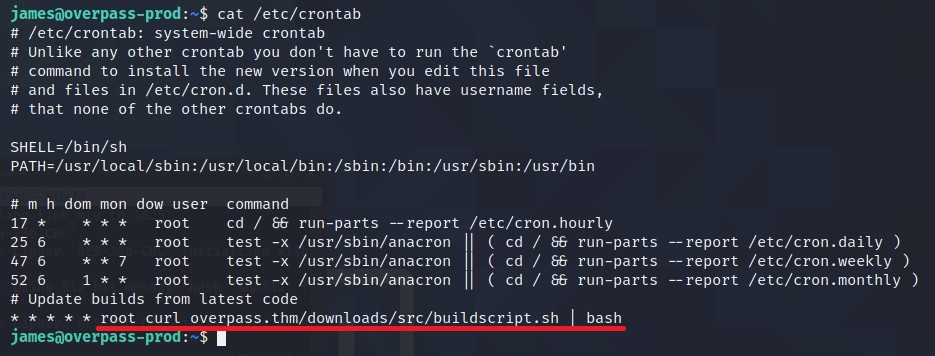 james@overpass-prod:~$ cat /etc/crontab
# /etc/crontab: system-wide crontab
# Unlike any other crontab you don't have to run the `crontab'
# command to install the new version when you edit this file
# and files in /etc/cron.d. These files also have username fields,
# that none of the other crontabs do.

SHELL=/bin/sh
PATH=/usr/local/sbin:/usr/local/bin:/sbin:/bin:/usr/sbin:/usr/bin

# m h dom mon dow user  command
17 *    * * *   root    cd / && run-parts --report /etc/cron.hourly
25 6    * * *   root    test -x /usr/sbin/anacron || ( cd / && run-parts --report /etc/cron.daily )
47 6    * * 7   root    test -x /usr/sbin/anacron || ( cd / && run-parts --report /etc/cron.weekly )
52 6    1 * *   root    test -x /usr/sbin/anacron || ( cd / && run-parts --report /etc/cron.monthly )
# Update builds from latest code
* * * * * root curl overpass.thm/downloads/src/buildscript.sh | bash
james@overpass-prod:~$